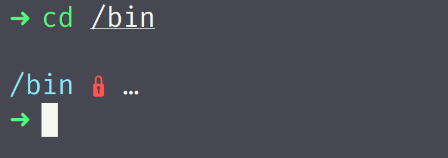 ➜ cd /bin
/bin 🔒 …
➜